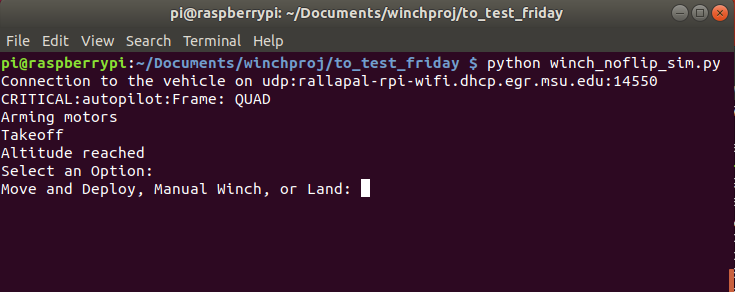 pi@raspberrypi: ~/Documents/winchproj/to_test_friday
File Edit View Search Terminal Help
pi@raspberrypi:~/Documents/winchproj/to_test_friday $ python winch_noflip_sim.py
Connection to the vehicle on udp:rallapal-rpi-wifi.dhcp.egr.msu.edu:14550
CRITICAL:autopilot:Frame: QUAD
Arming motors
Takeoff
Altitude reached
Select an Option:
Move and Deploy, Manual Winch, or Land: